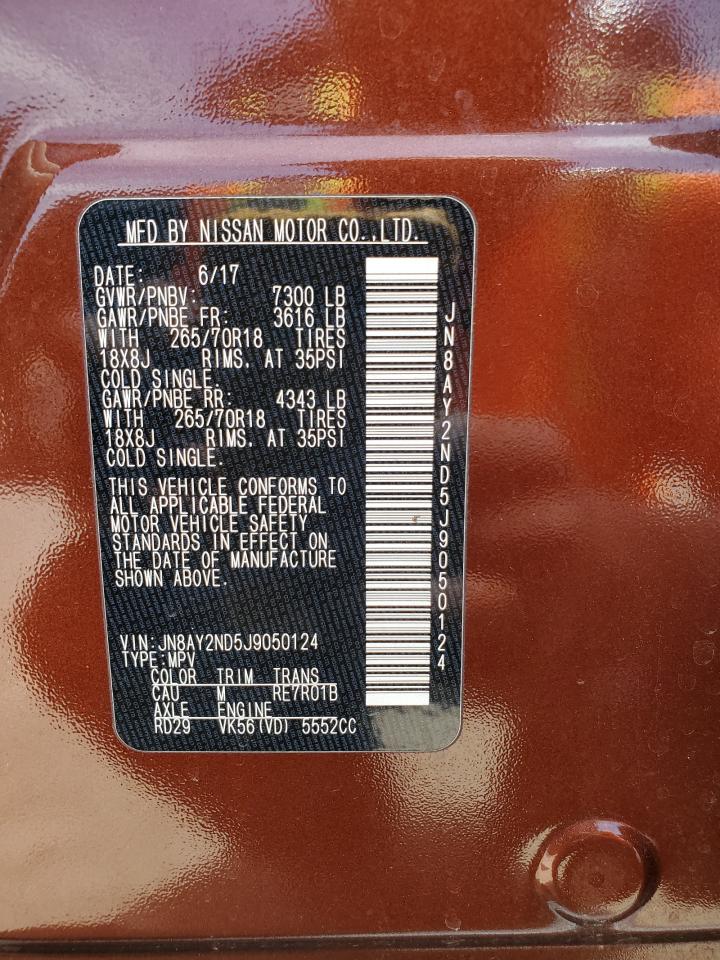 MFD BY NISSAN MOTOR CO.,LTD.
DATE: 6/17
GVWR/PNBV: 7300 LB
GAWR/PNBE FR: 3616 LB
WITH 265/70R18 TIRES
18X8J RIMS. AT 35PSI
COLD SINGLE.
GAWR/PNBE RR: 4343 LB
WITH 265/70R18 TIRES
18X8J RIMS. AT 35PSI
COLD SINGLE.
THIS VEHICLE CONFORMS TO
ALL APPLICABLE FEDERAL
MOTOR VEHICLE SAFETY
STANDARDS IN EFFECT ON
THE DATE OF MANUFACTURE
SHOWN ABOVE.
VIN:JN8AY2ND5J9050124
TYPE:MPV
COLOR TRIM TRANS
CAU M RE7R01B
AXLE ENGINE
RD29 VK56(VD) 5552CC
JN8AY2ND5J9050124